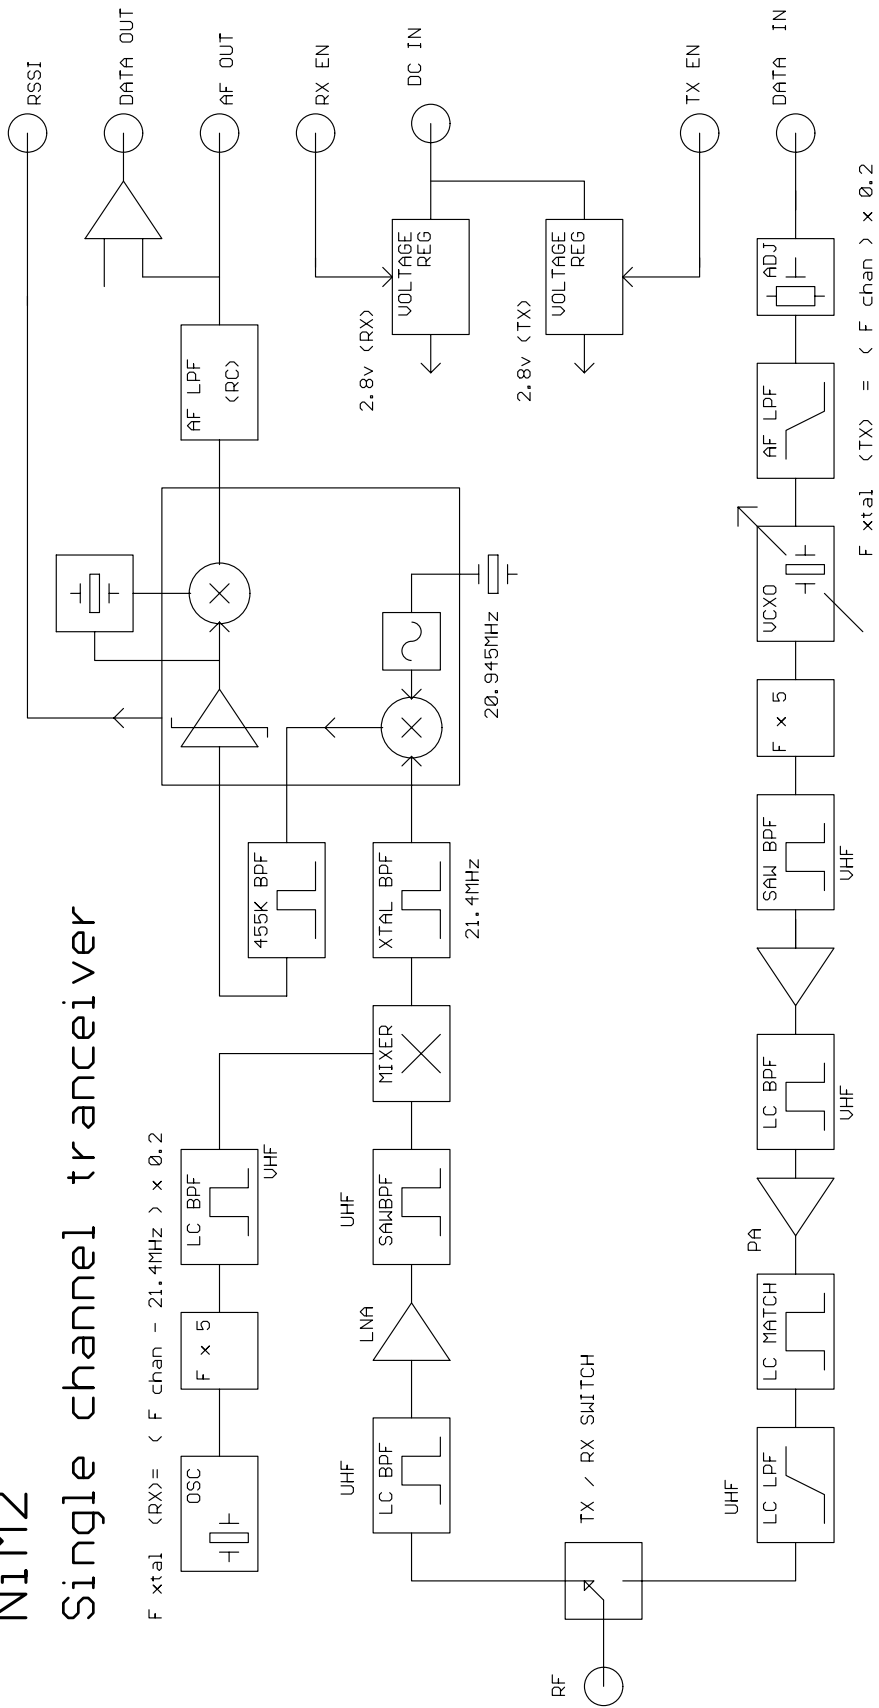 NiM2
Single channel tranceiver
F xtal (RX)= ( F chan - 21.4MHz ) x 0.2
OSC
F x 5
LC BPF
VHF
RSSI
DATA OUT
AF OUT
AF LPF
(RC)
455K BPF
UHF
LC BPF
LNA
UHF
SAWBPF
MIXER
XTAL BPF
21.4MHz
20.945MHz
RX EN
DC IN
2.8v (RX)
VOLTAGE
REG
2.8v (TX)
VOLTAGE
REG
TX EN
RF
TX / RX SWITCH
UHF
LC LPF
LC MATCH
PA
LC BPF
VHF
SAW BPF
VHF
F x 5
VCXO
AF LPF
ADJ
DATA IN
F xtal (TX) = ( F chan ) x 0.2